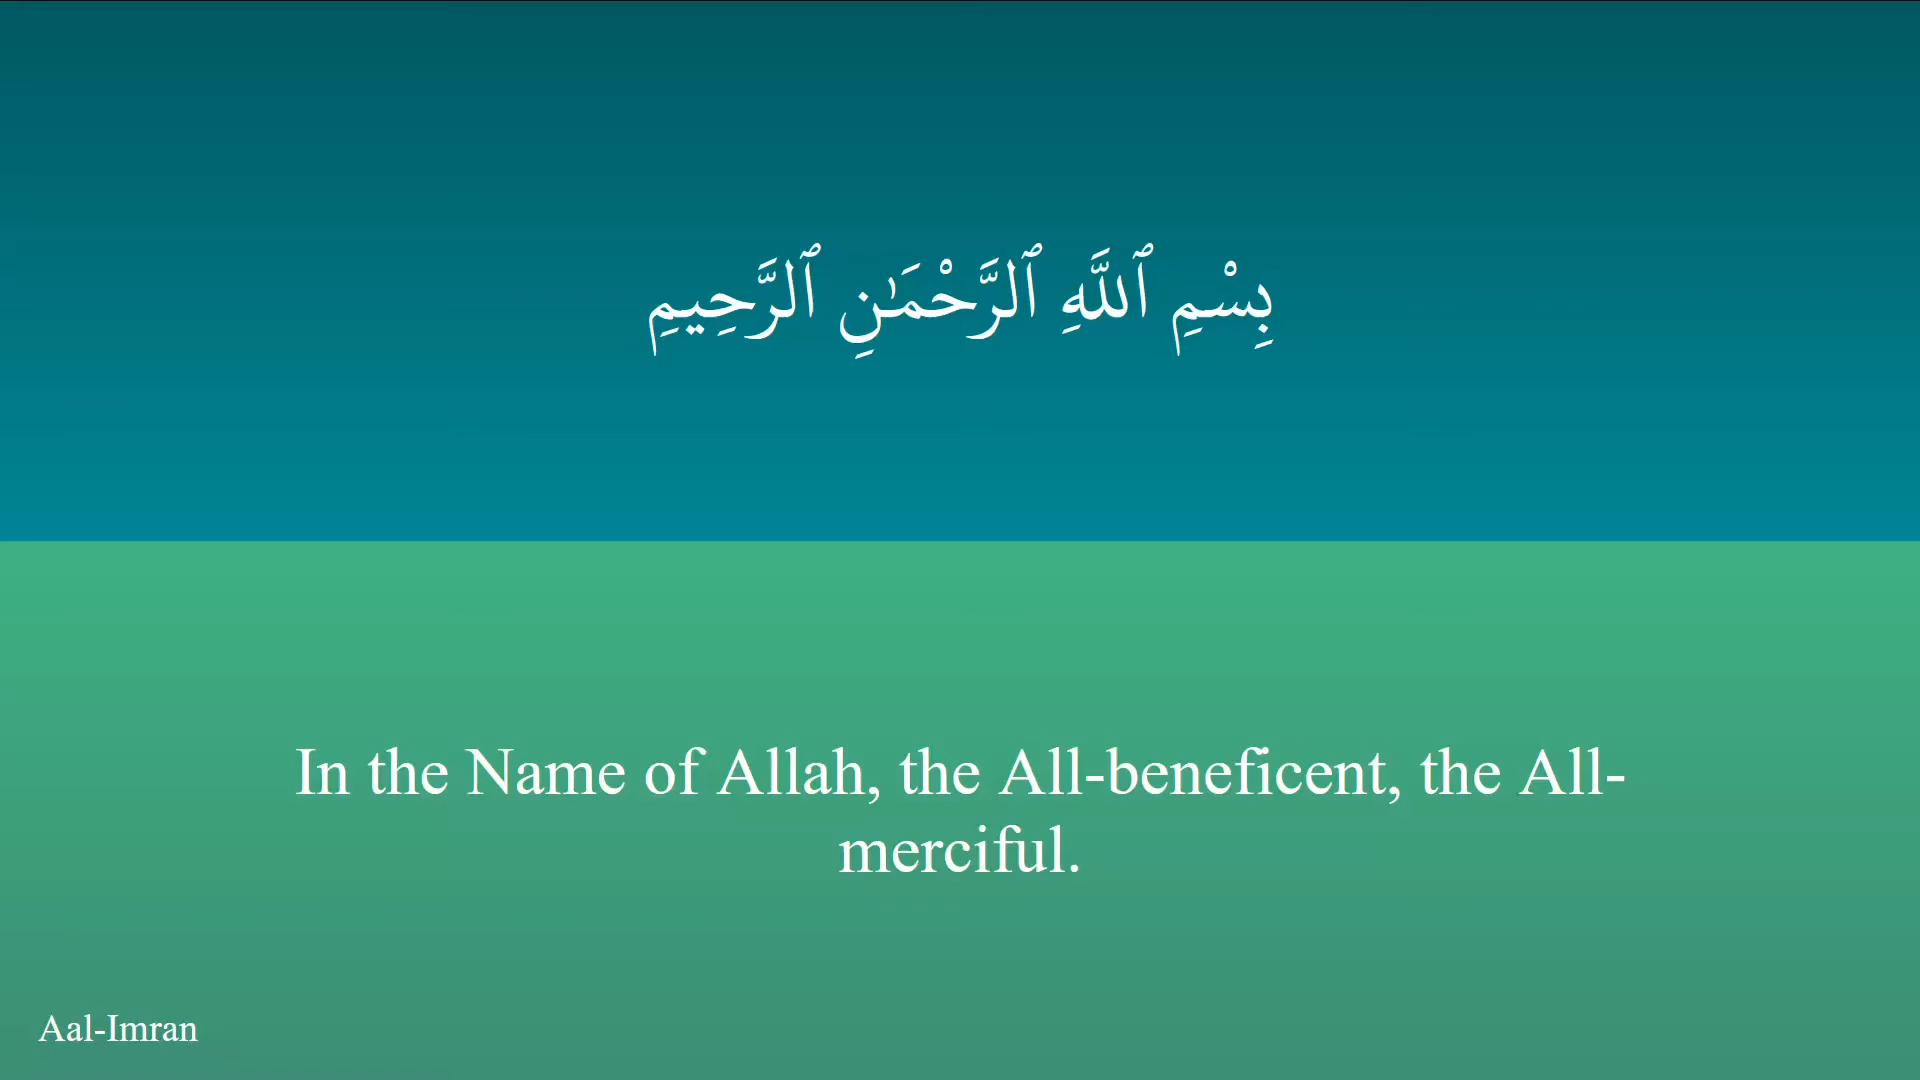 بِسْمِ ٱللَّهِ ٱلرَّحْمَـٰنِ ٱلرَّحِيمِ
In the Name of Allah, the All-beneficent, the All-
merciful.
Aal-Imran